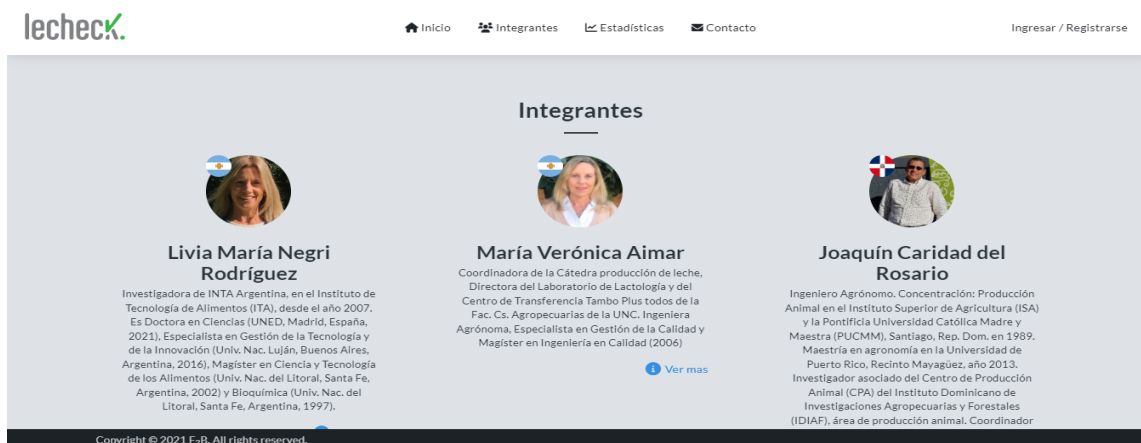 lecheck.
Inicio
Integrantes
Estadísticas
Contacto
Ingresar / Registrarse
Integrantes
Livia María Negri
Rodríguez
Investigadora de INTA Argentina, en el Instituto de
Tecnología de Alimentos (ITA), desde el año 2007.
Es Doctora en Ciencias (UNED, Madrid, España,
2021), Especialista en Gestión de la Tecnología y
de la Innovación (Univ. Nac. Luján, Buenos Aires,
Argentina, 2016), Magíster en Ciencia y Tecnología
de los Alimentos (Univ. Nac. del Litoral, Santa Fe,
Argentina, 2002) y Bioquímica (Univ. Nac. del
Litoral, Santa Fe, Argentina, 1997).
María Verónica Aimar
Coordinadora de la Cátedra producción de leche,
Directora del Laboratorio de Lactología y del
Centro de Transferencia Tambo Plus todos de la
Fac. Cs. Agropecuarias de la UNC. Ingeniera
Agrónoma, Especialista en Gestión de la Calidad y
Magíster en Ingeniería en Calidad (2006)
Ver mas
Joaquín Caridad del
Rosario
Ingeniero Agrónomo. Concentración: Producción
Animal en el Instituto Superior de Agricultura (ISA)
y la Pontificia Universidad Católica Madre y
Maestra (PUCMM), Santiago, Rep. Dom. en 1989.
Maestría en agronomía en la Universidad de
Puerto Rico, Recinto Mayagüez, año 2013.
Investigador asociado del Centro de Producción
Animal (CPA) del Instituto Dominicano de
Investigaciones Agropecuarias y Forestales
(IDIAF), área de producción animal. Coordinador
Copyright © 2021 F2B. All rights reserved.